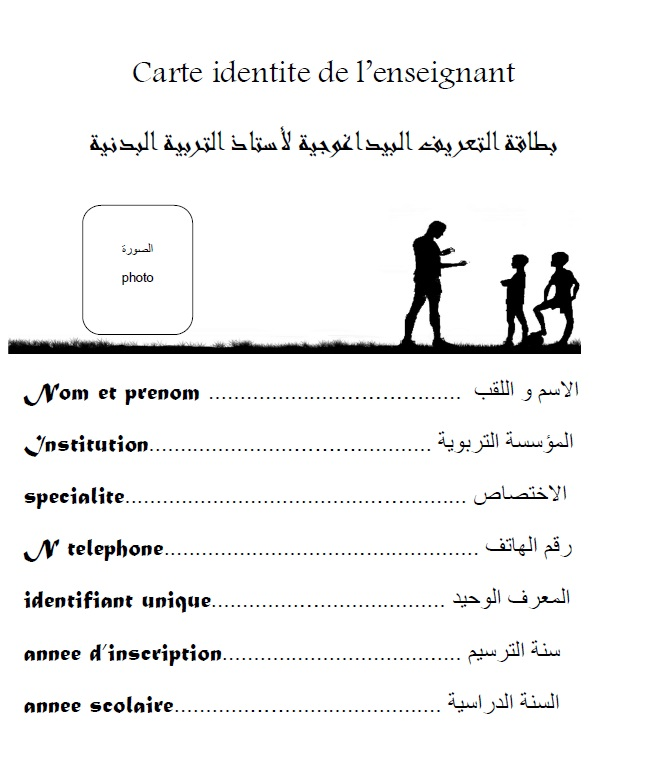 Carte identite de l'enseignant
بطاقة التعريف البيداغوجية لأستاذ التربية البدنية
الصورة
photo
Nom et prenom ........................................ الاسم و اللقب
Institution............................................. المؤسسة التربوية
specialite...................................................... الاختصاص
N telephone.................................................. رقم الهاتف
identifiant unique..................................... المعرف الوحيد
annee d'inscription...................................... سنة الترسيم
annee scolaire.......................................... السنة الدراسية